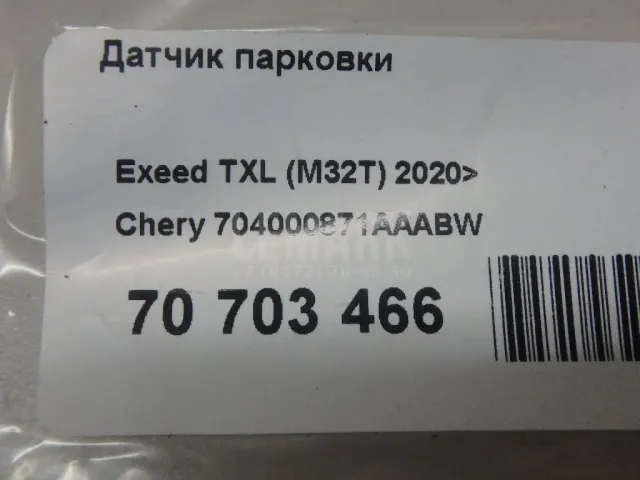 Датчик парковки
Exeed TXL (M32T) 2020>
Chery 704000871AAABW
70 703 466